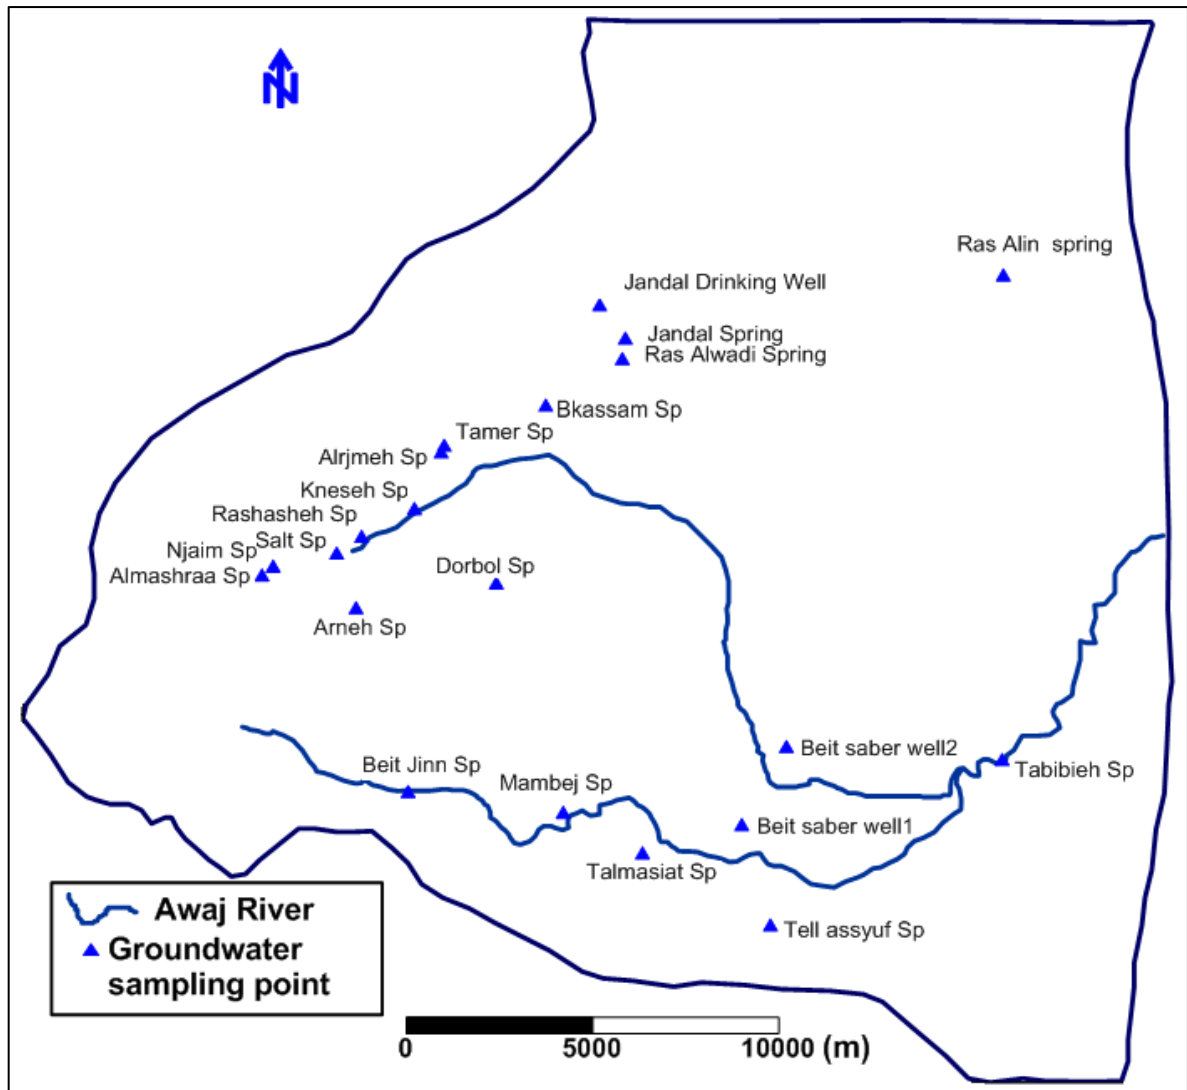 N
Ras Alin spring
Jandal Drinking Well
Jandal Spring
Ras Alwadi Spring
Bkassam Sp
Tamer Sp
Alrjmeh Sp
Kneseh Sp
Rashasheh Sp
Salt Sp
Njaim Sp
Almashraa Sp
Dorbol Sp
Arneh Sp
Beit saber well2
Beit Jinn Sp
Tabibieh Sp
Mambej Sp
Beit saber well1
Talmasiat Sp
Tell assyuf Sp
Awaj River
Groundwater
sampling point
0 5000 10000 (m)